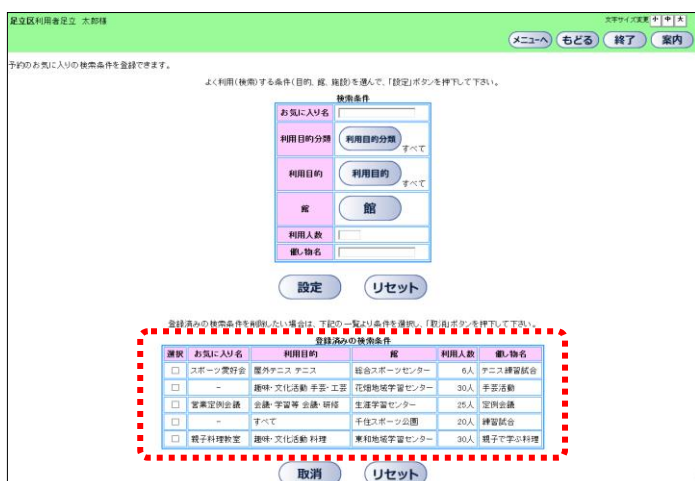 足立区利用者足立 太郎様
文字サイズ変更 小 中 大
メニューへ もどる 終了 案内
予約のお気に入りの検索条件を登録できます。
よく利用(検索)する条件(目的、館、施設)を選んで、「設定」ボタンを押下して下さい。
検索条件
お気に入り名
利用目的分類 利用目的分類 すべて
利用目的 利用目的 すべて
館 館
利用人数
催し物名
設定 リセット
登録済みの検索条件を削除したい場合は、下記の一覧より条件を選択し、「取消」ボタンを押下して下さい。
登録済みの検索条件
選択 お気に入り名 利用目的 館 利用人数 催し物名
スポーツ愛好会 屋外テニス テニス 総合スポーツセンター 6人 テニス練習試合
- 趣味・文化活動 手芸・工芸 花畑地域学習センター 30人 手芸活動
営業定例会議 会議・学習等 会議・研修 生涯学習センター 25人 定例会議
- すべて 千住スポーツ公園 20人 練習試合
親子料理教室 趣味・文化活動 料理 東和地域学習センター 30人 親子で学ぶ料理
取消 リセット